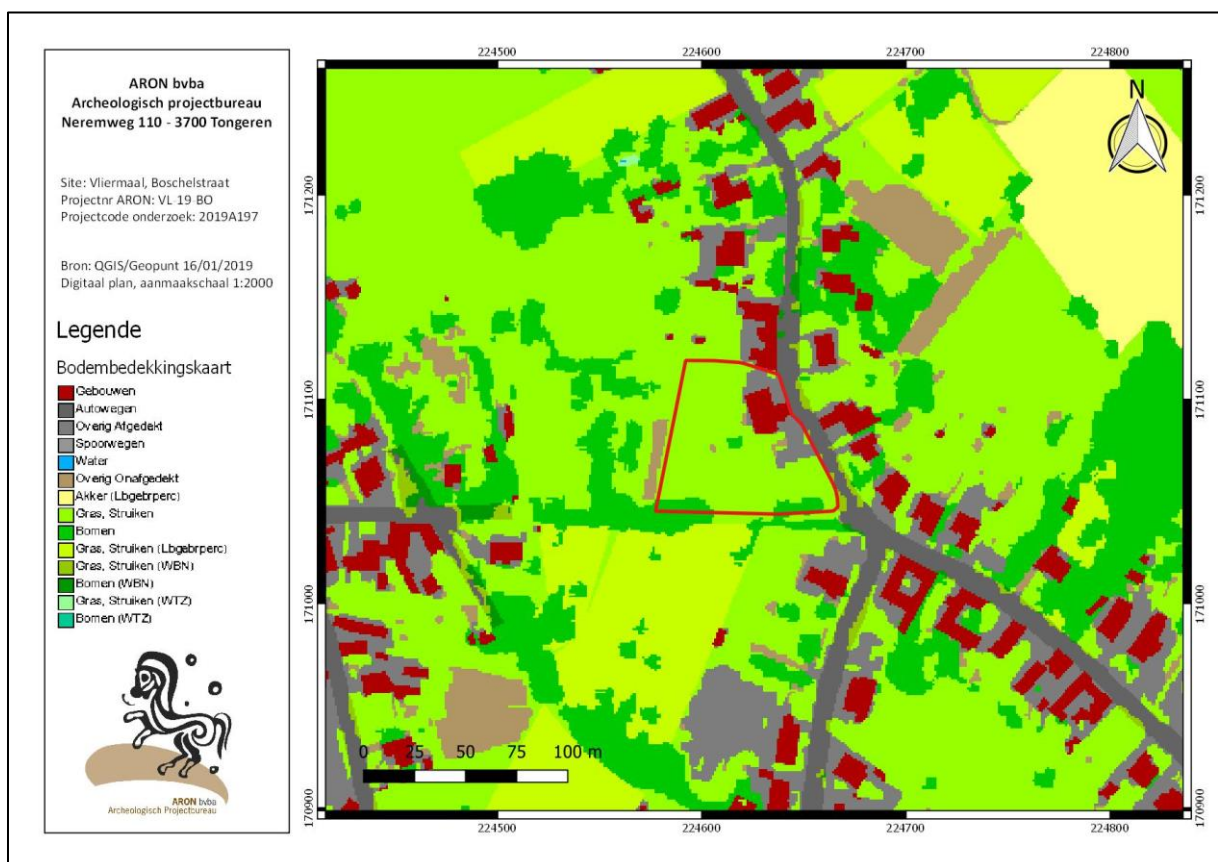 ARON bvba
Archeologisch projectbureau
Neremweg 110 - 3700 Tongeren
Site: Vliermaal, Boschelstraat
Projectnr ARON: VL-19-BO
Projectcode onderzoek: 2019A197
Bron: QGIS/Geopunt 16/01/2019
Digitaal plan, aanmaakschaal 1:2000
Legende
Bodembedekkingskaart
Gebouwen
Autowegen
Overig Afgedekt
Spoorwegen
Water
Overig Onafgedekt
Akker (Lbgebrperc)
Gras, Struiken
Bomen
Gras, Struiken (Lbgebrperc)
Gras, Struiken (WBN)
Bomen (WBN)
Gras, Struiken (WTZ)
Bomen (WTZ)
ARON bvba
Archeologisch Projectbureau
224500 224600 224700 224800
N
171200 171200
171100 171100
171000 171000
0 25 50 75 100 m
170900 170900
224500 224600 224700 224800